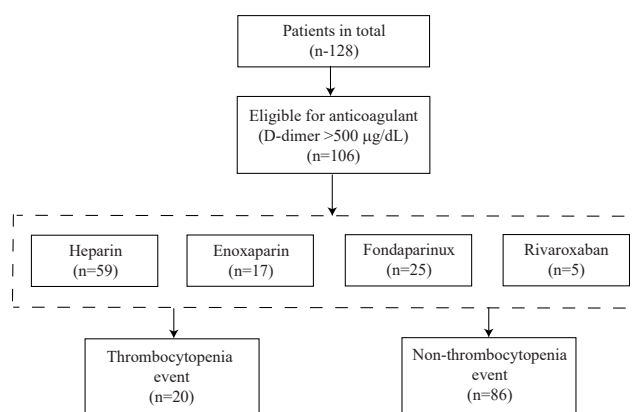 Patients in total
(n-128)
Eligible for anticoagulant
(D-dimer >500 μg/dL)
(n=106)
Heparin
(n=59)
Enoxaparin
(n=17)
Fondaparinux
(n=25)
Rivaroxaban
(n=5)
Thrombocytopenia
event
(n=20)
Non-thrombocytopenia
event
(n=86)